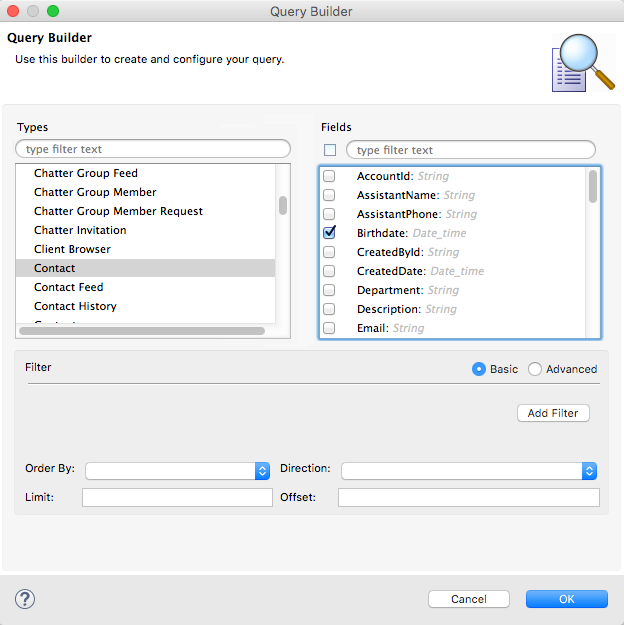 Query Builder
Query Builder
Use this builder to create and configure your query.
Types
Fields
type filter text
type filter text
Chatter Group Feed
Chatter Group Member
Chatter Group Member Request
Chatter Invitation
Client Browser
Contact
Contact Feed
Contact History
AccountId: String
AssistantName: String
AssistantPhone: String
Birthdate: Date_time
CreatedById: String
CreatedDate: Date_time
Department: String
Description: String
Email: String
Filter
Basic
Advanced
Add Filter
Order By:
Direction:
Limit:
Offset:
?
Cancel
OK